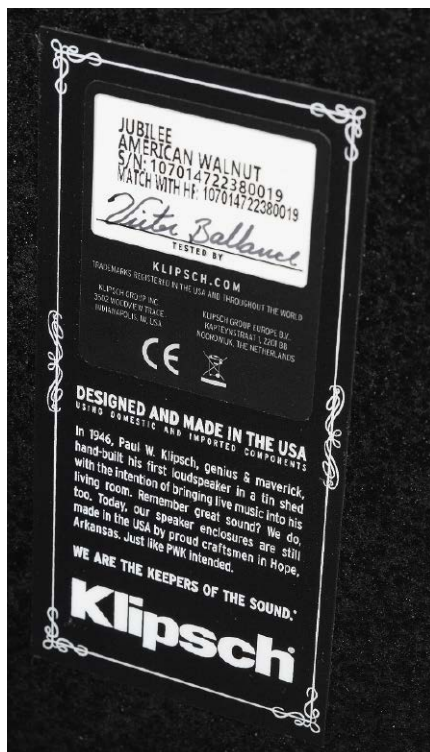 JUBILEE
AMERICAN WALNUT
S/N: 107014722380019
MATCH WITH HF: 107014722380019
Victor Ballance
TESTED BY
KLIPSCH.COM
TRADEMARKS REGISTERED IN THE USA AND THROUGHOUT THE WORLD
KLIPSCH GROUP INC.
3502 WOODVIEW TRACE
INDIANAPOLIS, IN, USA
KLIPSCH GROUP EUROPE B.V.
KAPTEYNSTRAAT 1, 2201 BB
NOORDWIJK, THE NETHERLANDS
CE
DESIGNED AND MADE IN THE USA
USING DOMESTIC AND IMPORTED COMPONENTS
In 1946, Paul W. Klipsch, genius & maverick,
hand-built his first loudspeaker in a tin shed
with the intention of bringing live music into his
living room. Remember great sound? We do,
too. Today, our speaker enclosures are still
made in the USA by proud craftsmen in Hope,
Arkansas. Just like PWK intended.
WE ARE THE KEEPERS OF THE SOUND.®
Klipsch®